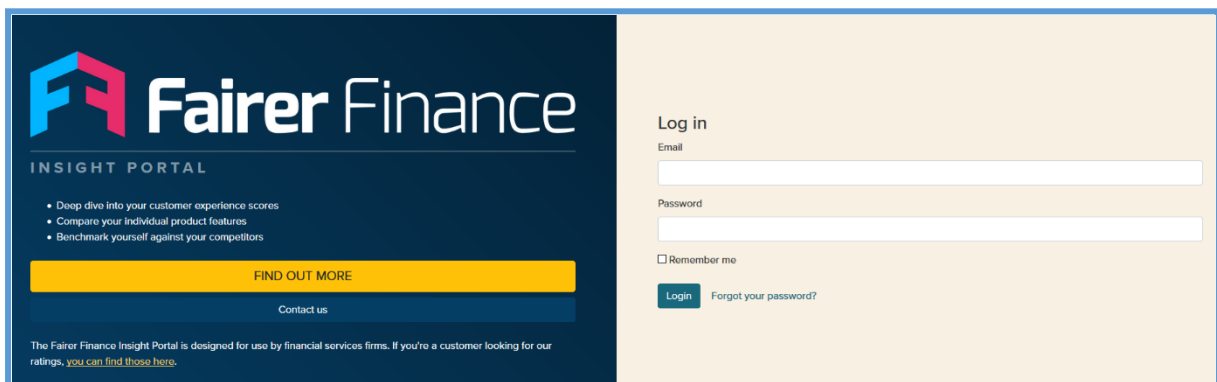 Fairer Finance
INSIGHT PORTAL
Deep dive into your customer experience scores
Compare your individual product features
Benchmark yourself against your competitors
FIND OUT MORE
Contact us
The Fairer Finance Insight Portal is designed for use by financial services firms. If you're a customer looking for our
ratings, you can find those here.
Log in
Email
Password
Remember me
Login
Forgot your password?